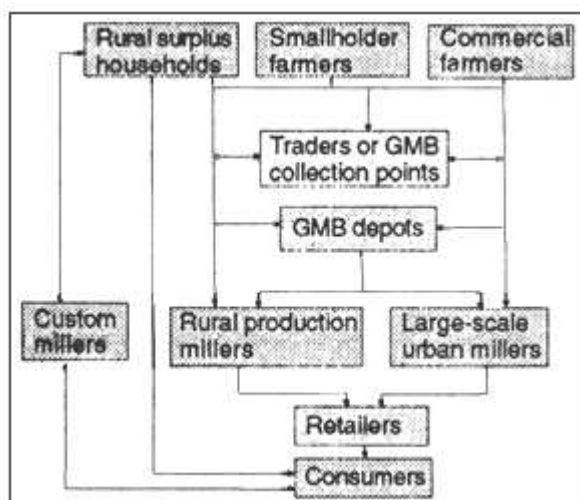 Rural surplus
households
Smallholder
farmers
Commercial
farmers
Traders or GMB
collection points
GMB depots
Custom
millers
Rural production
millers
Large-scale
urban millers
Retailers
Consumers